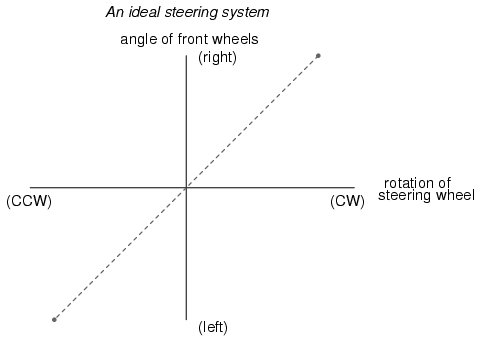 An ideal steering system
angle of front wheels
(right)
rotation of
steering wheel
(CCW)
(CW)
(left)